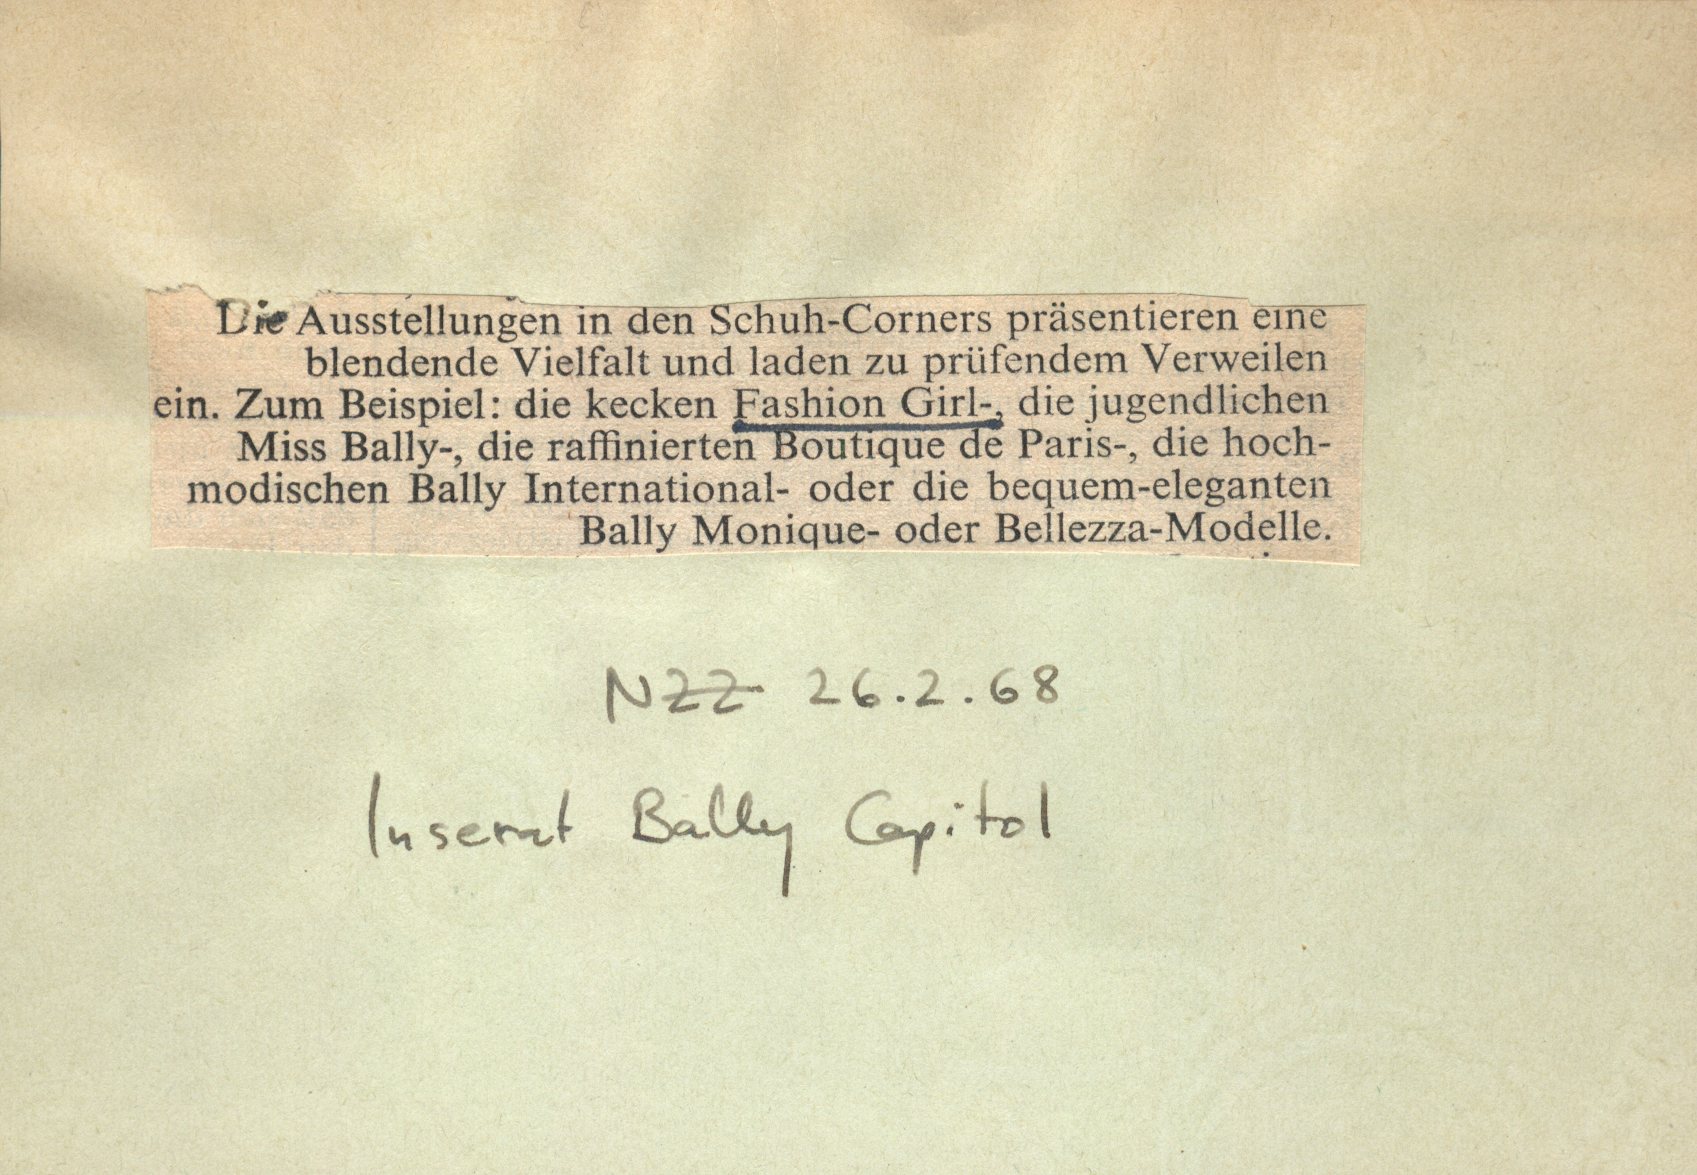 Die Ausstellungen in den Schuh-Corners präsentieren eine
blendende Vielfalt und laden zu prüfendem Verweilen
ein. Zum Beispiel: die kecken Fashion Girl-, die jugendlichen
Miss Bally-, die raffinierten Boutique de Paris-, die hoch-
modischen Bally International- oder die bequem-eleganten
Bally Monique- oder Bellezza-Modelle.
NZZ 26.2.68
Inserat Bally Capitol